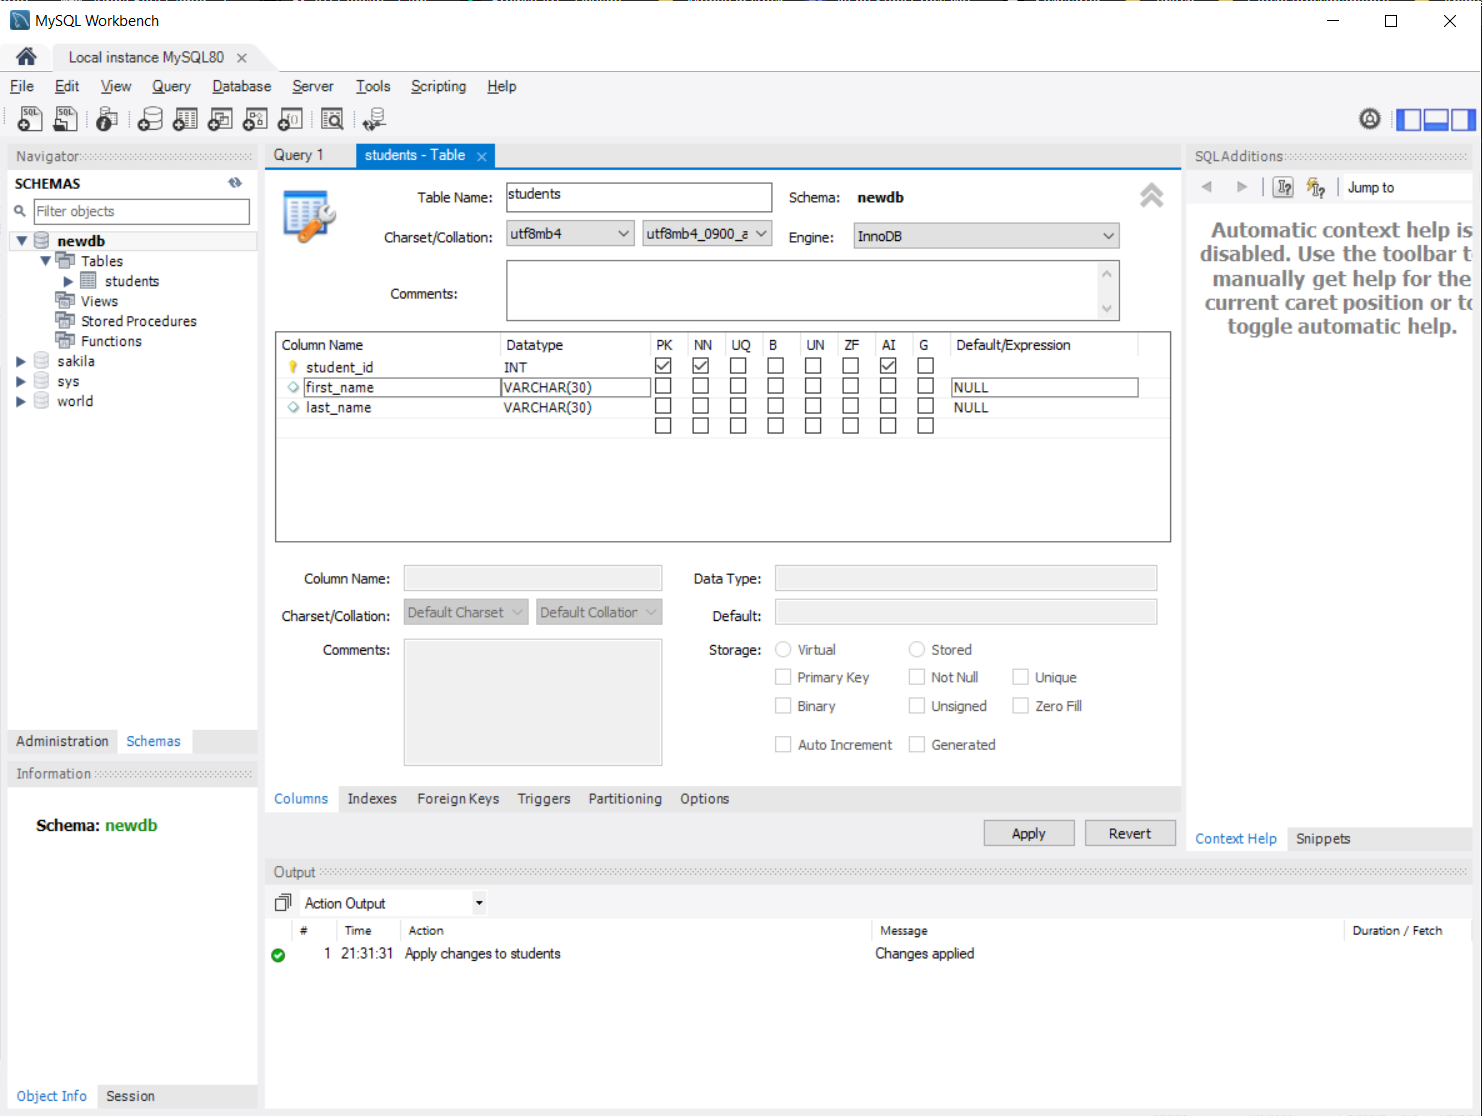 MySQL Workbench
Local instance MySQL80
File Edit View Query Database Server Tools Scripting Help
Navigator
SCHEMAS
Filter objects
newdb
Tables
students
Views
Stored Procedures
Functions
sakila
sys
world
Administration Schemas
Information
Schema: newdb
Object Info Session
Query 1 students - Table
Table Name: students Schema: newdb
Charset/Collation: utf8mb4 utf8mb4_0900_a Engine: InnoDB
Comments:
Column Name Datatype PK NN UQ B UN ZF AI G Default/Expression
student_id INT
first_name VARCHAR(30) NULL
last_name VARCHAR(30) NULL
Column Name: Data Type:
Charset/Collation: Default Charset Default Collation Default:
Comments: Storage: Virtual Stored
Primary Key Not Null Unique
Binary Unsigned Zero Fill
Auto Increment Generated
Columns Indexes Foreign Keys Triggers Partitioning Options
Apply Revert
SQLAdditions
Jump to
Automatic context help is
disabled. Use the toolbar t
manually get help for the
current caret position or to
toggle automatic help.
Context Help Snippets
Output
Action Output
# Time Action Message Duration / Fetch
1 21:31:31 Apply changes to students Changes applied